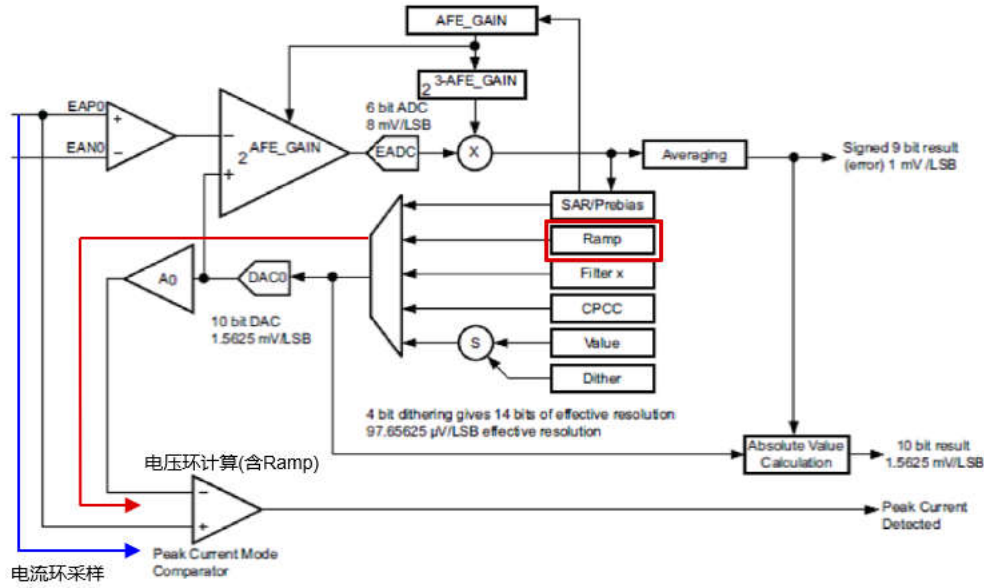 AFE_GAIN
2 3-AFE_GAIN
EAP0
EAN0
+
−
2 AFE_GAIN
−
+
6 bit ADC
8 mV/LSB
EADC
X
Averaging
Signed 9 bit result
(error) 1 mV /LSB
SAR/Prebias
Ramp
Filter x
CPCC
S
Value
Dither
A0
DAC0
10 bit DAC
1.5625 mV/LSB
4 bit dithering gives 14 bits of effective resolution
97.65625 µV/LSB effective resolution
Absolute Value
Calculation
10 bit result
1.5625 mV/LSB
电压环计算(含Ramp)
−
+
Peak Current
Detected
Peak Current Mode
Comparator
电流环采样